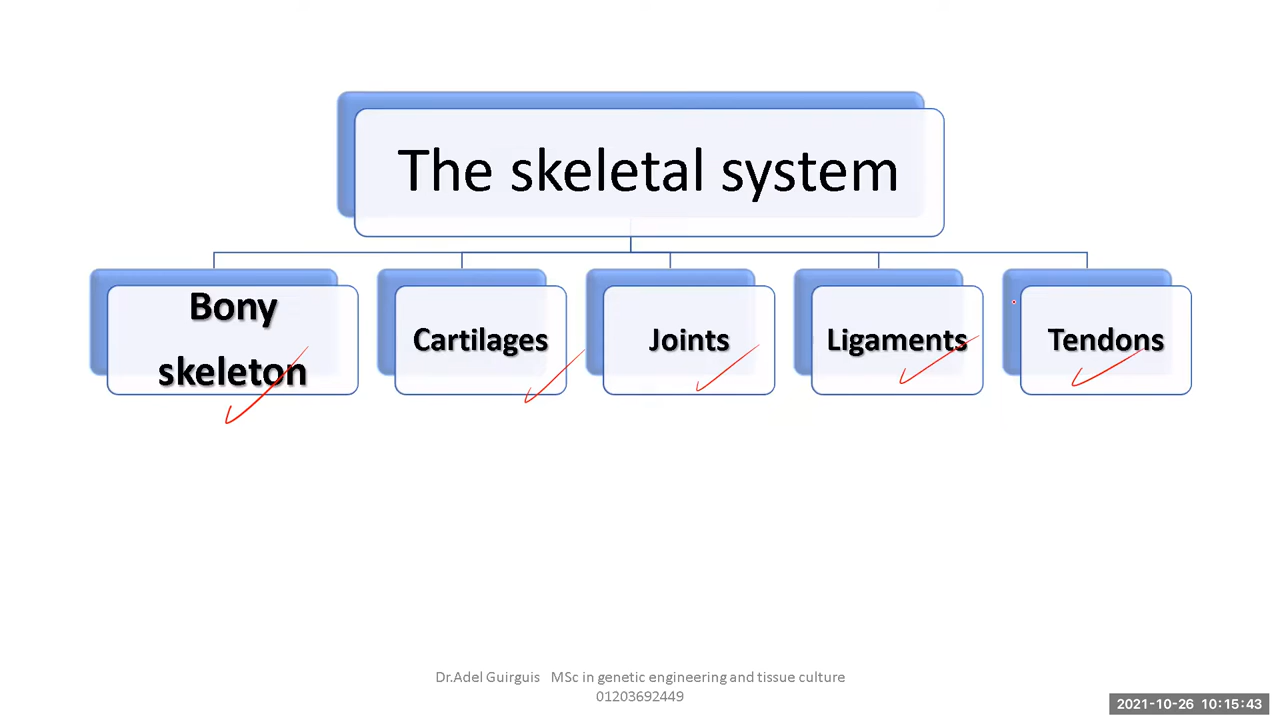 The skeletal system
Bony
skeleton
Cartilages
Joints
Ligaments
Tendons
Dr.Adel Guirguis   MSc in genetic engineering and tissue culture
01203692449
2021-10-26  10:15:43